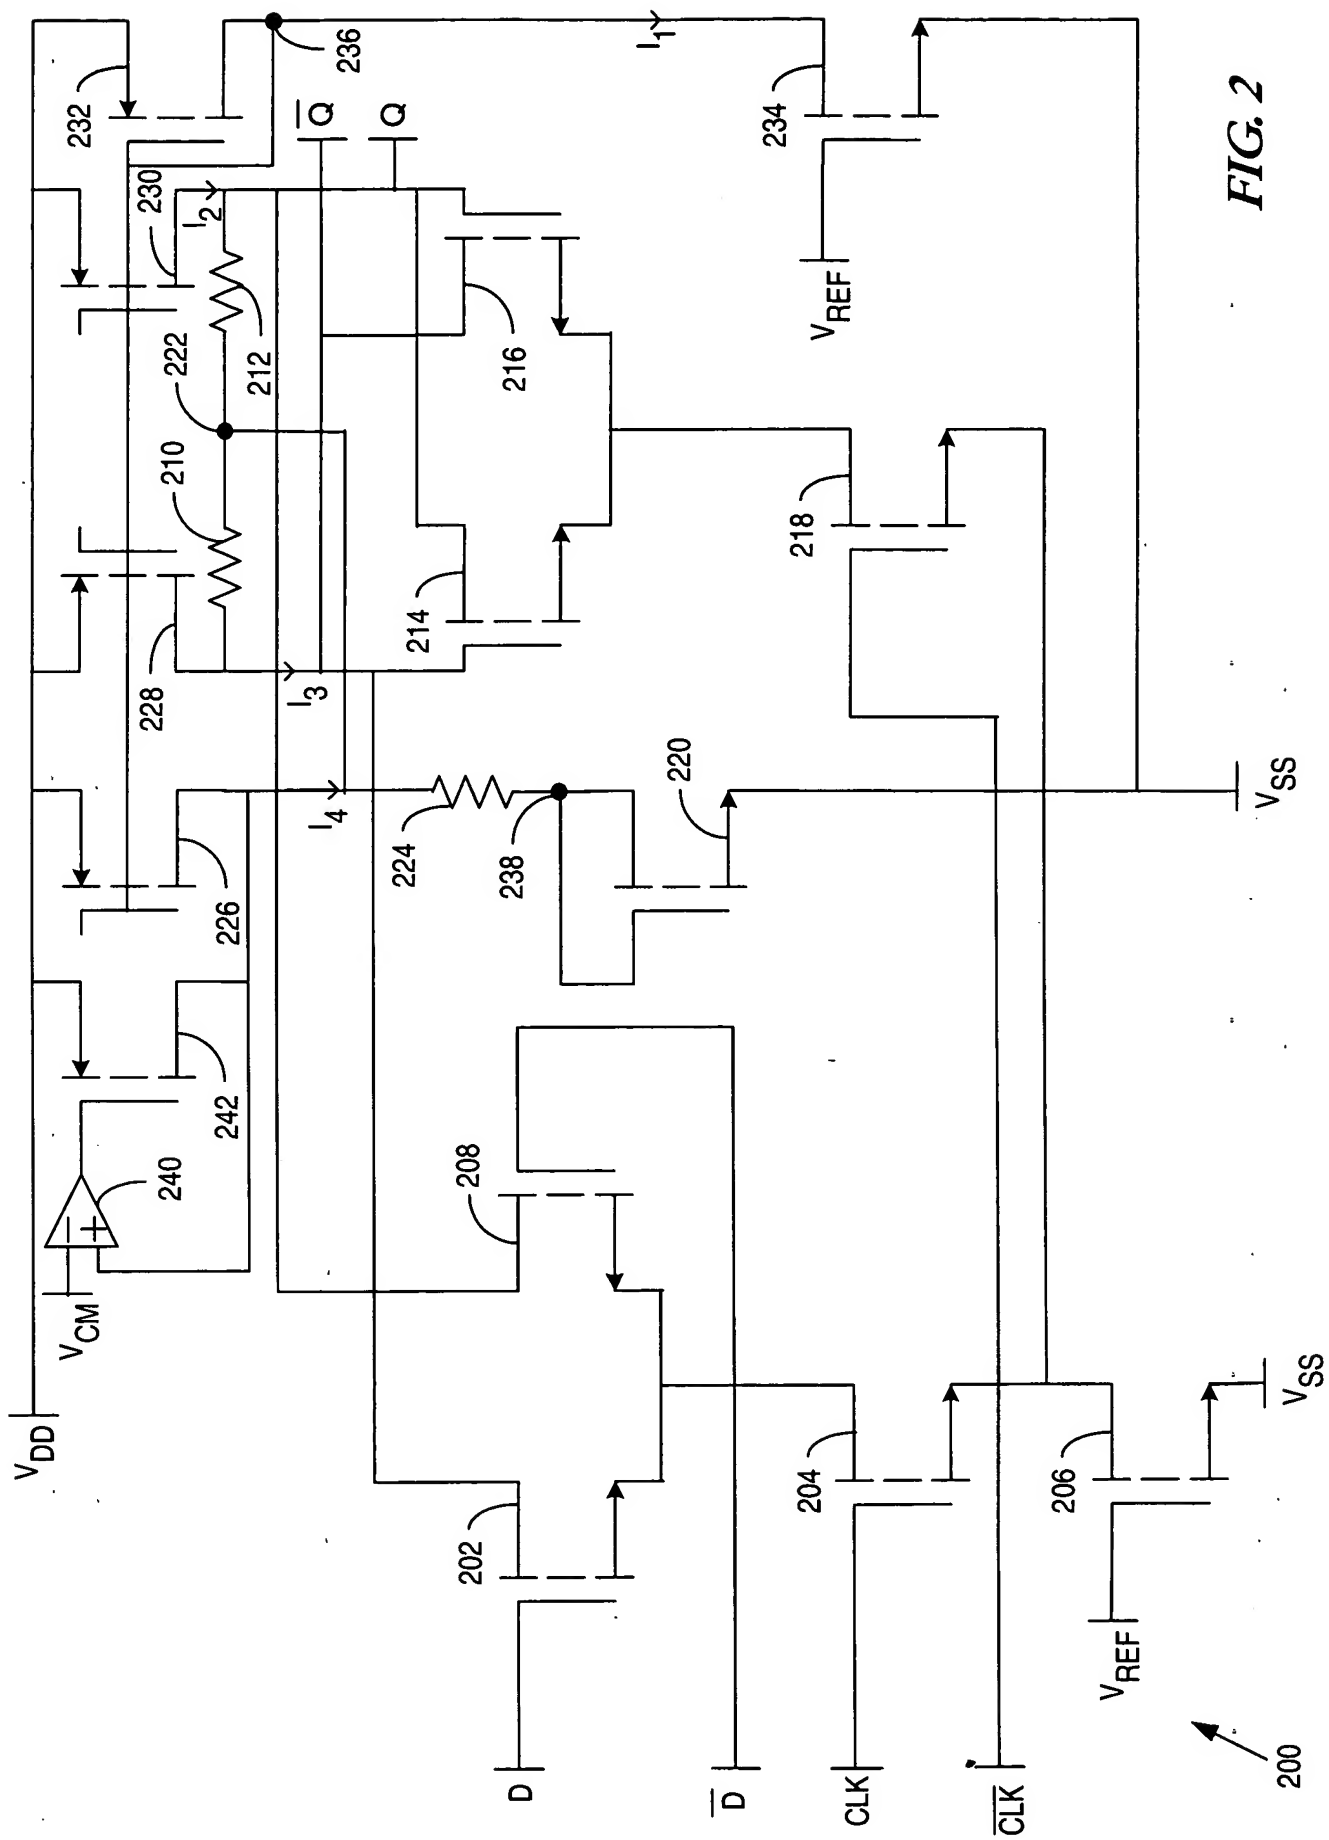 FIG. 2
200
V_DD
V_CM
240
242
226
228
210
222
212
230
232
236
I_1
I_2
I_3
I_4
Q̅
Q
224
238
220
214
216
218
234
V_REF
V_SS
202
208
204
206
V_REF
V_SS
D
D̅
CLK
C̅L̅K̅
−
+